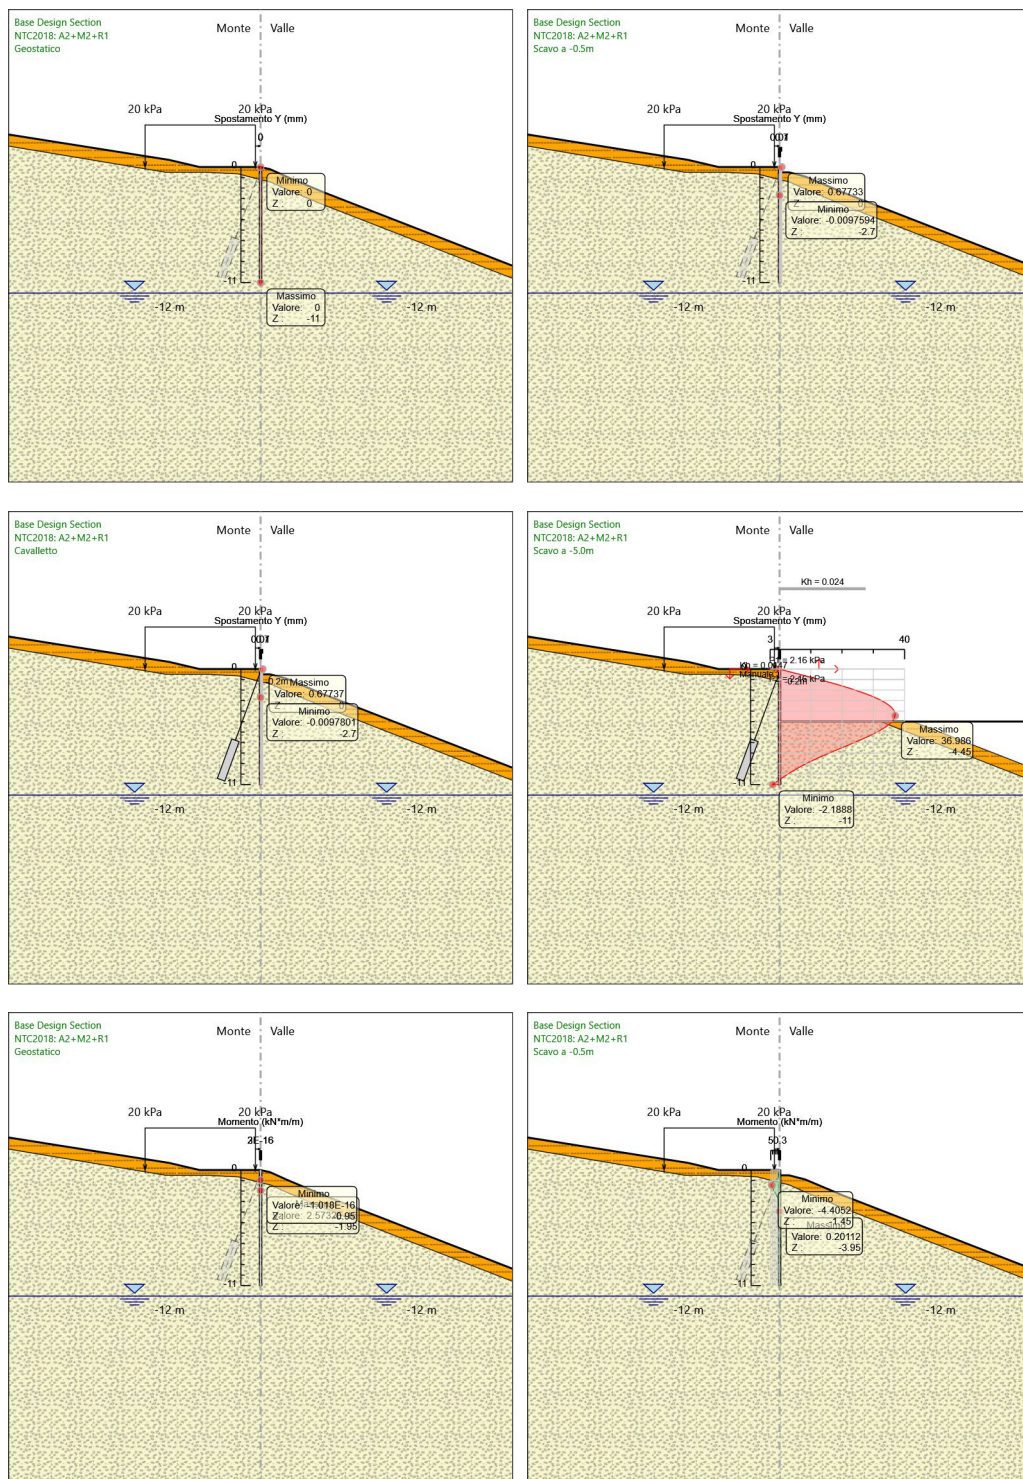 Base Design Section
NTC2018: A2+M2+R1
Geostatico
Monte Valle
20 kPa
20 kPa
Spostamento Y (mm)
0
0
Minimo
Valore: 0
Z : 0
-11
Massimo
Valore: 0
Z : -11
-12 m
-12 m
Base Design Section
NTC2018: A2+M2+R1
Scavo a -0.5m
Monte Valle
20 kPa
20 kPa
Spostamento Y (mm)
0
Massimo
Valore: 0.67733
Z : 0
Minimo
Valore: -0.0097594
Z : -2.7
-11
-12 m
-12 m
Base Design Section
NTC2018: A2+M2+R1
Cavalletto
Monte Valle
20 kPa
20 kPa
Spostamento Y (mm)
0
-0.2m
Massimo
Valore: 0.67737
Z : 0
Minimo
Valore: -0.0097801
Z : -2.7
-11
-12 m
-12 m
Base Design Section
NTC2018: A2+M2+R1
Scavo a -5.0m
Monte Valle
Kh = 0.024
20 kPa
20 kPa
Spostamento Y (mm)
3 40
= 2.16 kPa
Manuale
-0.2m
Massimo
Valore: 36.986
Z : -4.45
-11
Minimo
Valore: -2.1888
Z : -11
-12 m
-12 m
Base Design Section
NTC2018: A2+M2+R1
Geostatico
Monte Valle
20 kPa
20 kPa
Momento (kN*m/m)
0
Minimo
Valore: -1.018E-16
Z : -0.95
-1.95
-11
-12 m
-12 m
Base Design Section
NTC2018: A2+M2+R1
Scavo a -0.5m
Monte Valle
20 kPa
20 kPa
Momento (kN*m/m)
0
Minimo
Valore: -4.4052
Z : -1.45
Massimo
Valore: 0.20112
Z : -3.95
-11
-12 m
-12 m